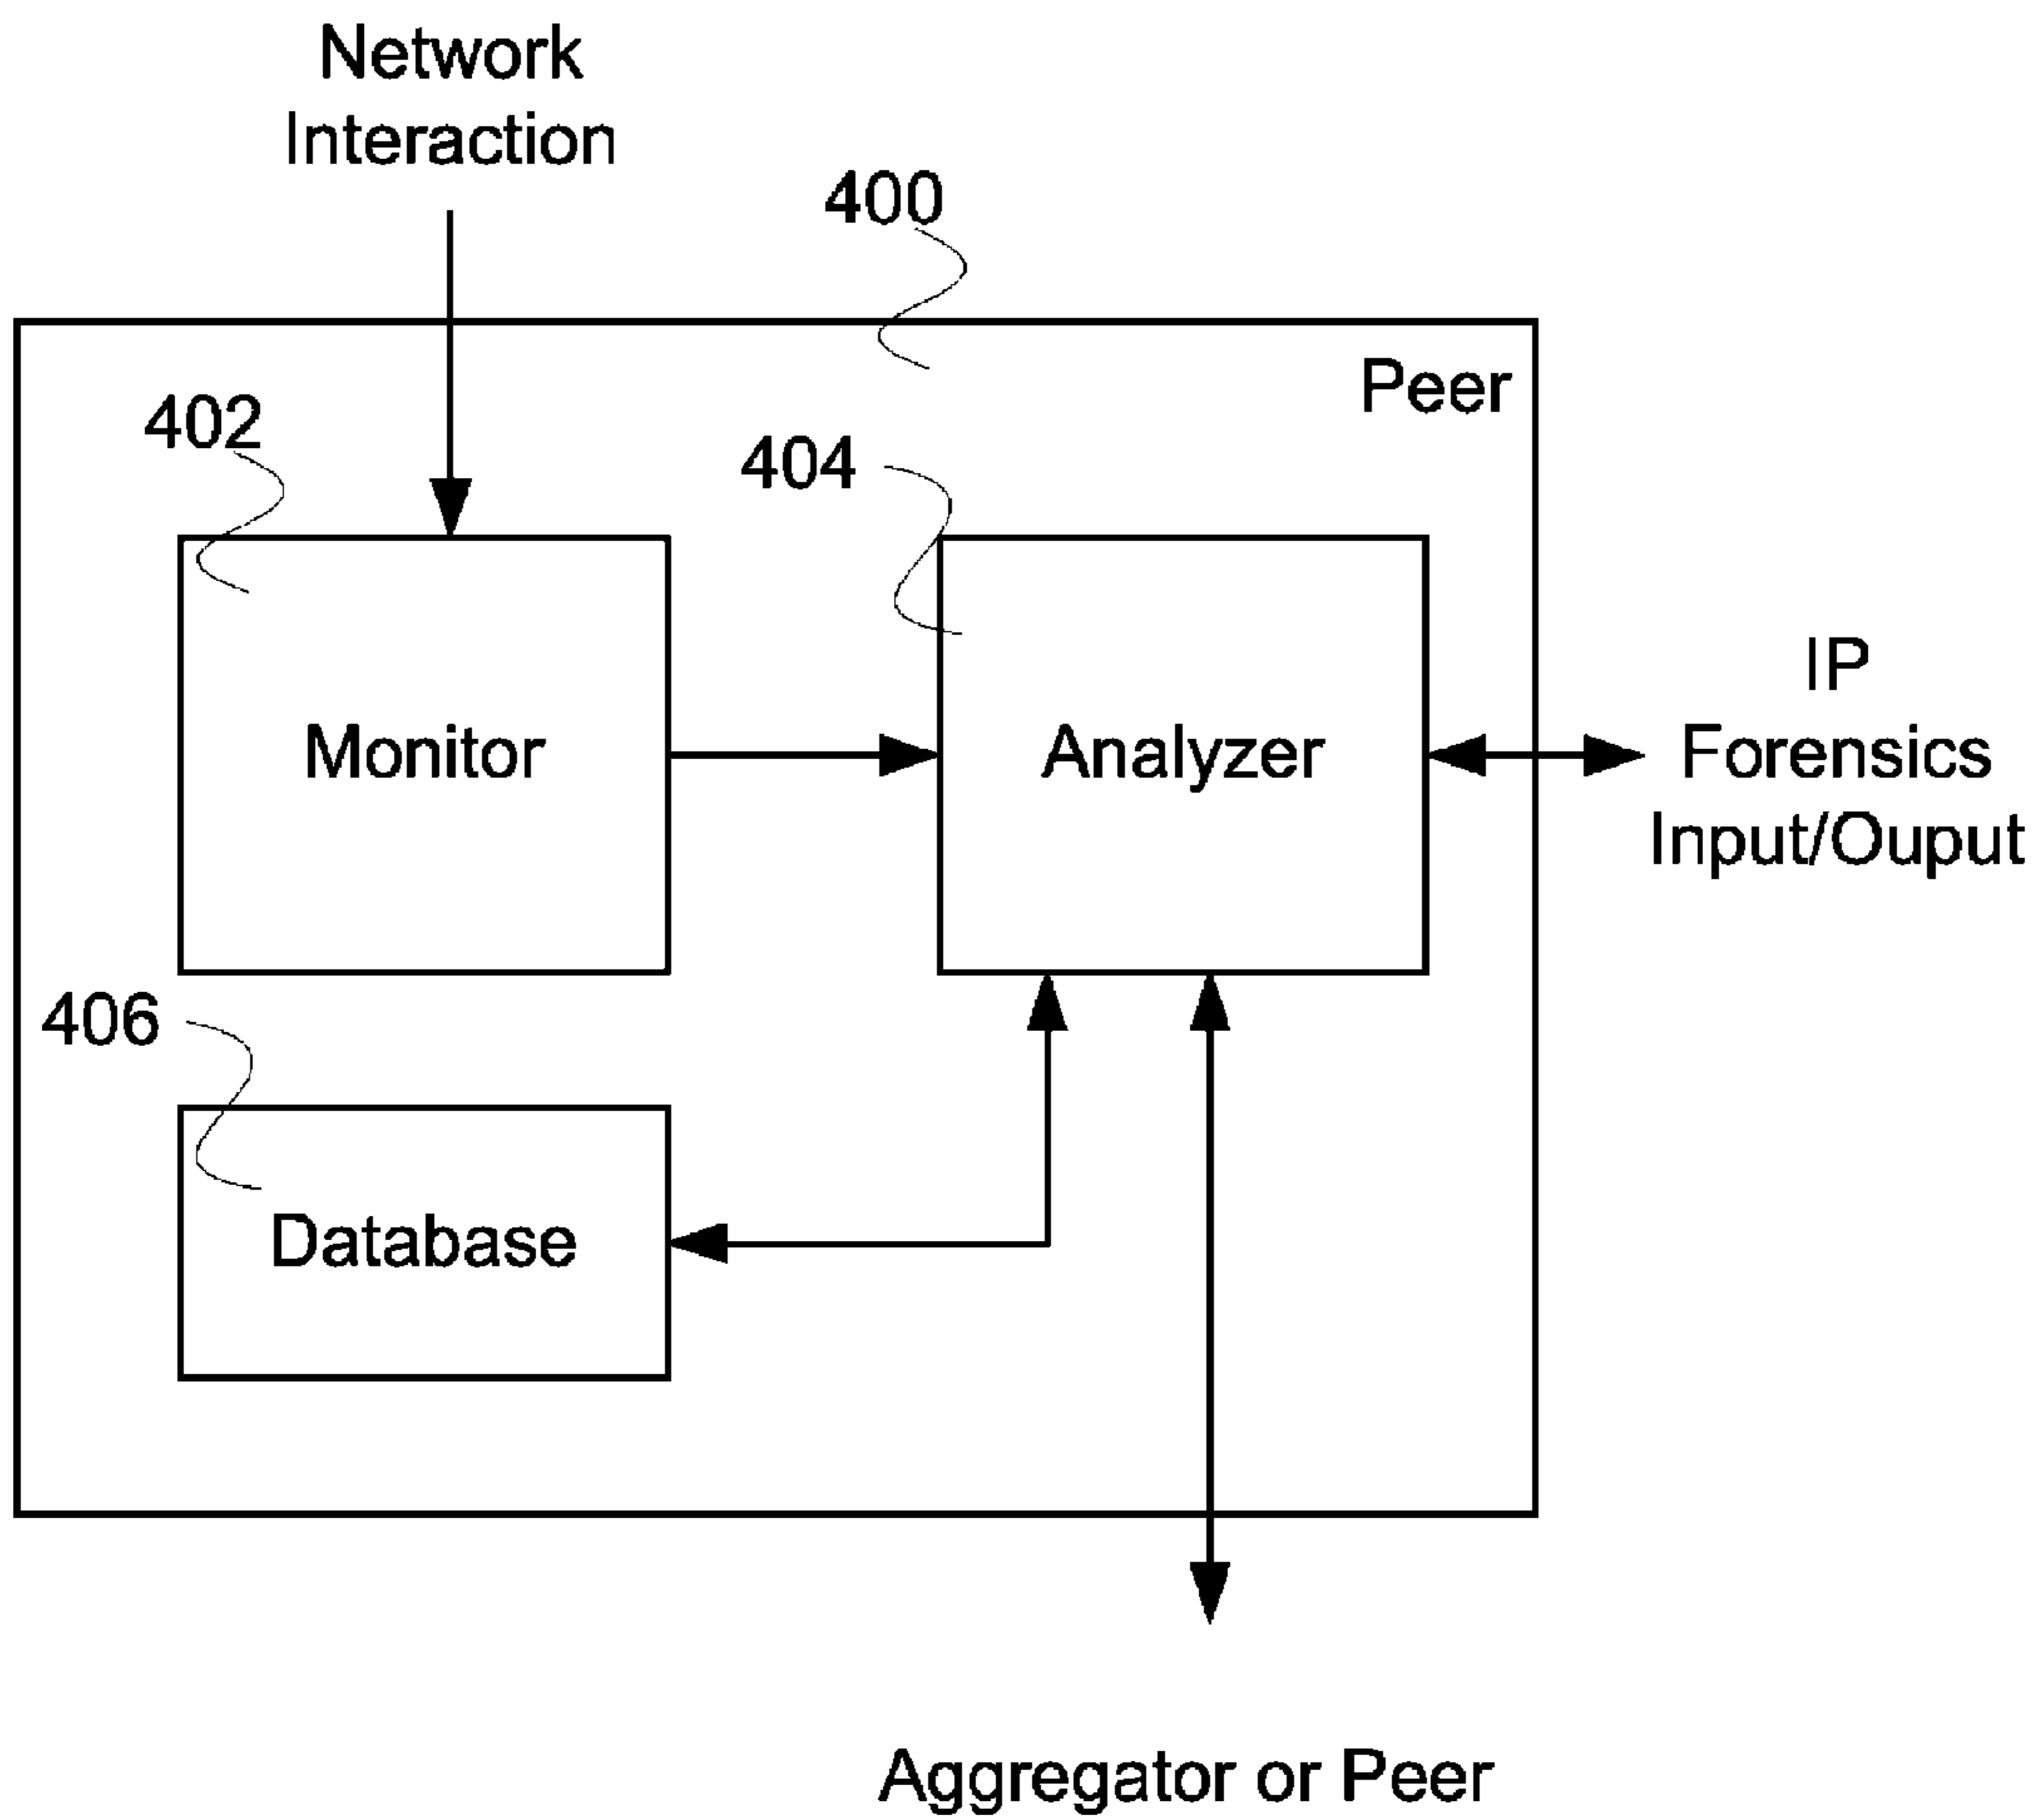 Network
Interaction
400
Peer
402
404
Monitor
Analyzer
IP
Forensics
Input/Ouput
406
Database
Aggregator or Peer